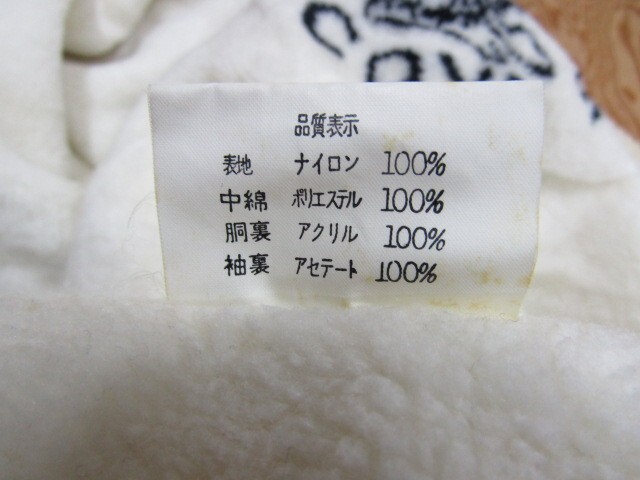 品質表示
表地 ナイロン 100%
中綿 ポリエステル 100%
胴裏 アクリル 100%
袖裏 アセテート 100%